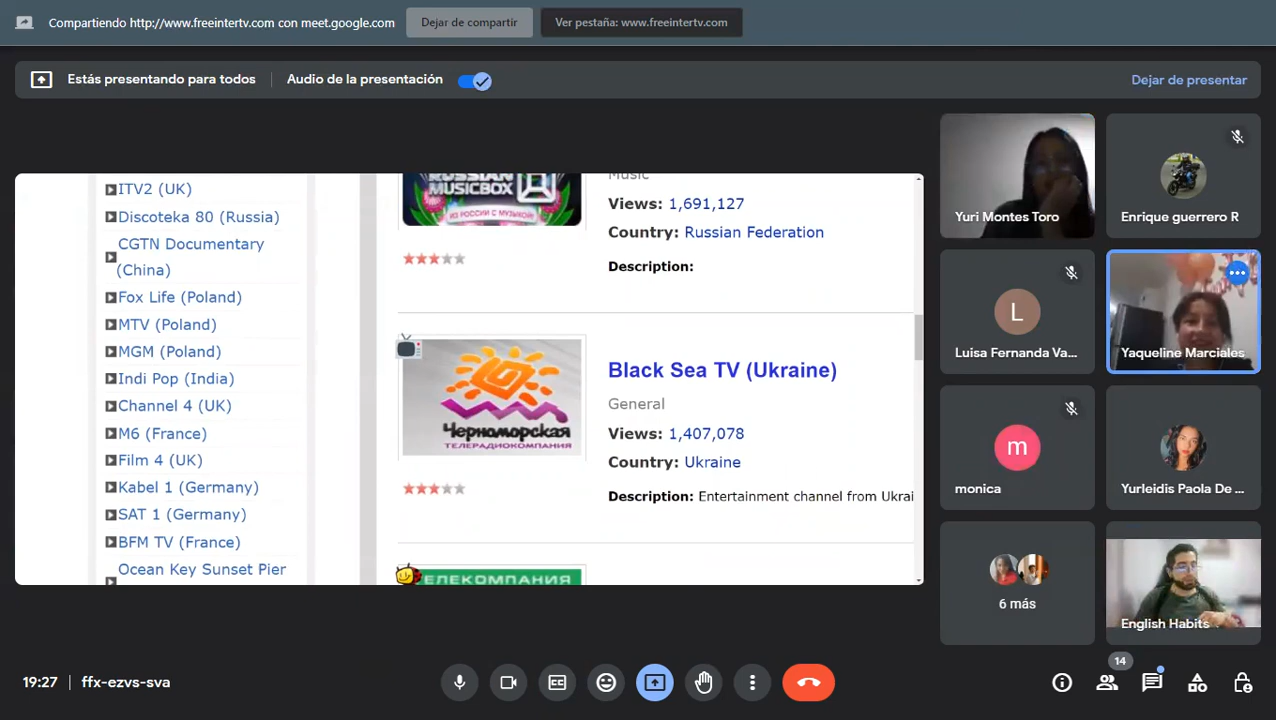 Compartiendo http://www.freeintertv.com con meet.google.com
Dejar de compartir
Ver pestaña: www.freeintertv.com
Estás presentando para todos
Audio de la presentación
Dejar de presentar
ITV2 (UK)
Discoteka 80 (Russia)
CGTN Documentary
(China)
Fox Life (Poland)
MTV (Poland)
MGM (Poland)
Indi Pop (India)
Channel 4 (UK)
M6 (France)
Film 4 (UK)
Kabel 1 (Germany)
SAT 1 (Germany)
BFM TV (France)
Ocean Key Sunset Pier
RUSSIAN
MUSICBOX
ИЗ РОССИИ С МУЗЫКОЙ!
Music
Views: 1,691,127
Country: Russian Federation
Description:
Черноморская
ТЕЛЕРАДИОКОМПАНИЯ
Black Sea TV (Ukraine)
General
Views: 1,407,078
Country: Ukraine
Description: Entertainment channel from Ukrai
ТЕЛЕКОМПАНИЯ
Yuri Montes Toro
Enrique guerrero R
L
Luisa Fernanda Va...
Yaqueline Marciales
m
monica
Yurleidis Paola De ...
6 más
English Habits
19:27
ffx-ezvs-sva
14